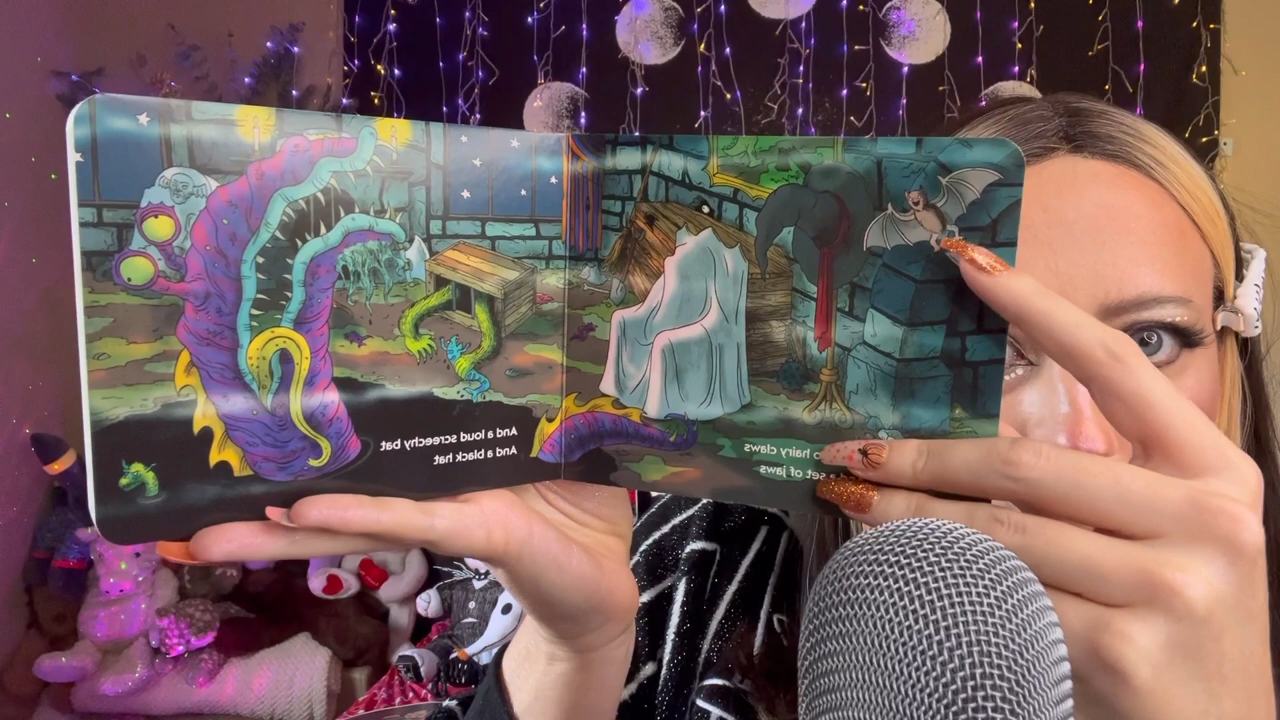 hairy claws
a set of jaws
And a loud screechy bat
And a black hat